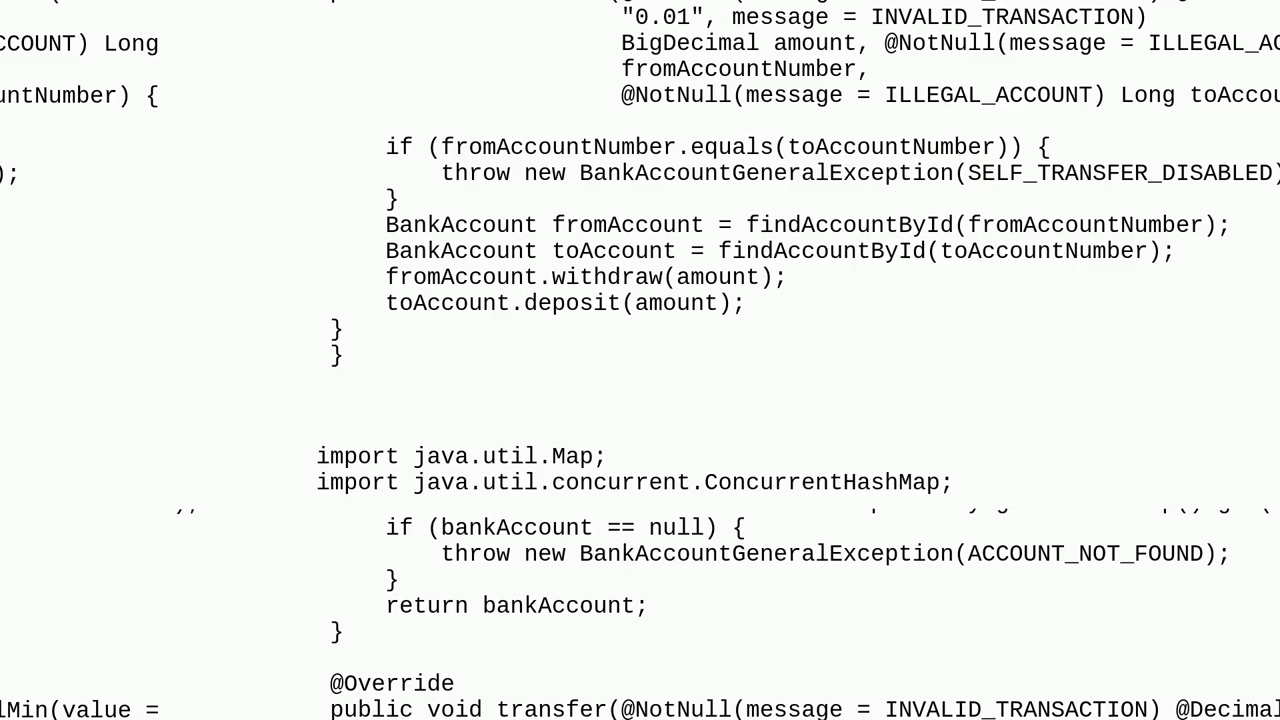 "0.01", message = INVALID_TRANSACTION)
CCOUNT) Long BigDecimal amount, @NotNull(message = ILLEGAL_AC
fromAccountNumber,
untNumber) { @NotNull(message = ILLEGAL_ACCOUNT) Long toAccou
if (fromAccountNumber.equals(toAccountNumber)) {
); throw new BankAccountGeneralException(SELF_TRANSFER_DISABLED)
}
BankAccount fromAccount = findAccountById(fromAccountNumber);
BankAccount toAccount = findAccountById(toAccountNumber);
fromAccount.withdraw(amount);
toAccount.deposit(amount);
}
}
import java.util.Map;
import java.util.concurrent.ConcurrentHashMap;
if (bankAccount == null) {
throw new BankAccountGeneralException(ACCOUNT_NOT_FOUND);
}
return bankAccount;
}
@Override
lMin(value = public void transfer(@NotNull(message = INVALID_TRANSACTION) @Decimal